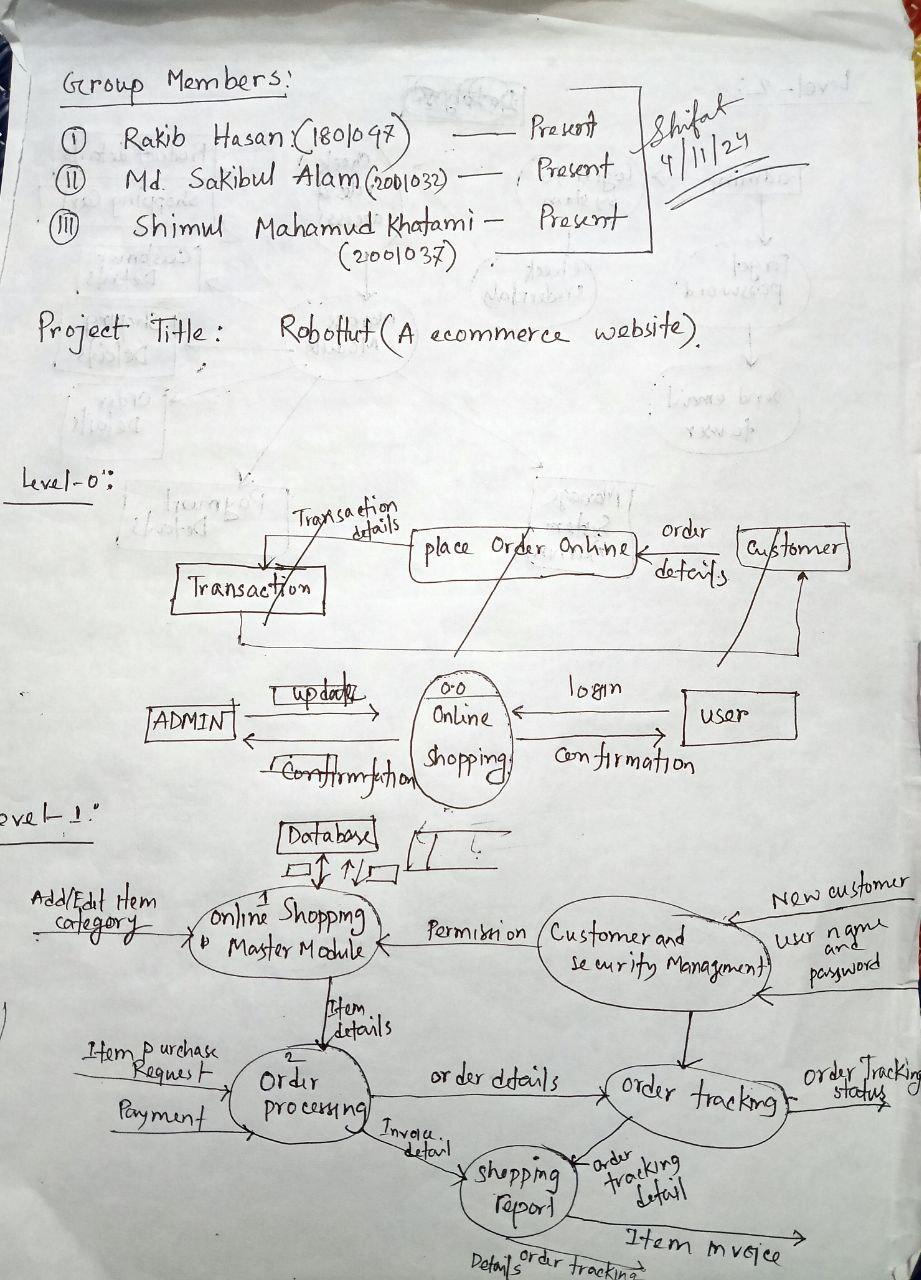 Group Members:
① Rakib Hasan (1801047) — Present
② Md. Sakibul Alam (2001032) — Present
③ Shimul Mahamud Khatami — Present
(2001037)
Shifat
4/11/24
Project Title: RoboHut (A ecommerce website).
Level-0:
Transaction
details
place Order Online
order
details
Customer
Transaction
ADMIN
update
Confirmation
0.0
Online
Shopping
login
confirmation
user
evel-1:
Database
Add/Edit Item
category
1
Online Shopping
Master Module
Permission
Customer and
security Management
New customer
user name
and
password
Item
details
Item purchase
Request
Payment
2
Order
processing
order details
order tracking
order Tracking
status
Invoice
detail
Shopping
report
order
tracking
detail
Item invoice
Details order tracking